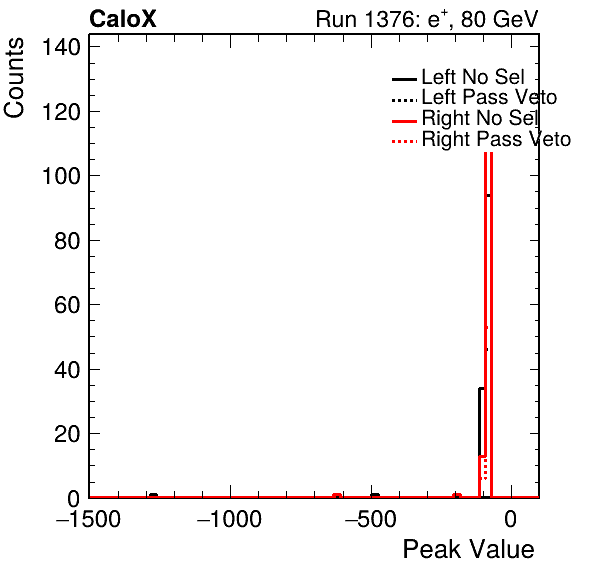 CaloX
Run 1376: e+, 80 GeV
Counts
140
120
100
80
60
40
20
0
Left No Sel
Left Pass Veto
Right No Sel
Right Pass Veto
−1500 −1000 −500 0
Peak Value